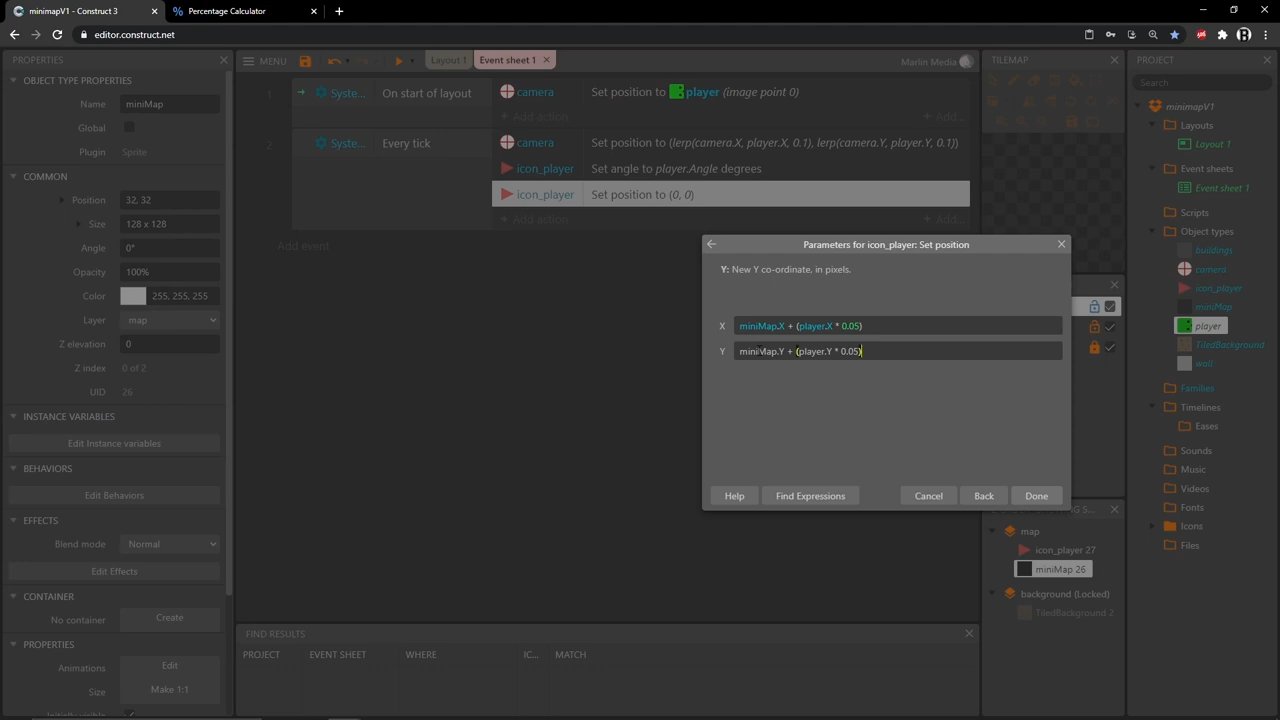 minimapV1 - Construct 3
Percentage Calculator
editor.construct.net
PROPERTIES
MENU
Layout 1
Event sheet 1
Marlin Media
TILEMAP
PROJECT
OBJECT TYPE PROPERTIES
Name
miniMap
Global
Plugin
Sprite
COMMON
Position
32, 32
Size
128 x 128
Angle
0°
Opacity
100%
Color
255, 255, 255
Layer
map
Z elevation
0
Z index
0 of 2
UID
26
INSTANCE VARIABLES
Edit Instance variables
BEHAVIORS
Edit Behaviors
EFFECTS
Blend mode
Normal
Edit Effects
CONTAINER
No container
Create
PROPERTIES
Animations
Edit
Size
Make 1:1
Initially visible
1
Syste...
On start of layout
camera
Set position to player (image point 0)
+ Add action
Add...
2
Syste...
Every tick
camera
Set position to (lerp(camera.X, player.X, 0.1), lerp(camera.Y, player.Y, 0.1))
icon_player
Set angle to player.Angle degrees
icon_player
Set position to (0, 0)
+ Add action
Add...
Add event
Parameters for icon_player: Set position
Y: New Y co-ordinate, in pixels.
X
miniMap.X + (player.X * 0.05)
Y
miniMap.Y + (player.Y * 0.05)
Help
Find Expressions
Cancel
Back
Done
FIND RESULTS
PROJECT
EVENT SHEET
WHERE
IC...
MATCH
map
icon_player 27
miniMap 26
background (Locked)
TiledBackground 2
Search
minimapV1
Layouts
Layout 1
Event sheets
Event sheet 1
Scripts
Object types
buildings
camera
icon_player
miniMap
player
TiledBackground
wall
Families
Timelines
Eases
Sounds
Music
Videos
Fonts
Icons
Files